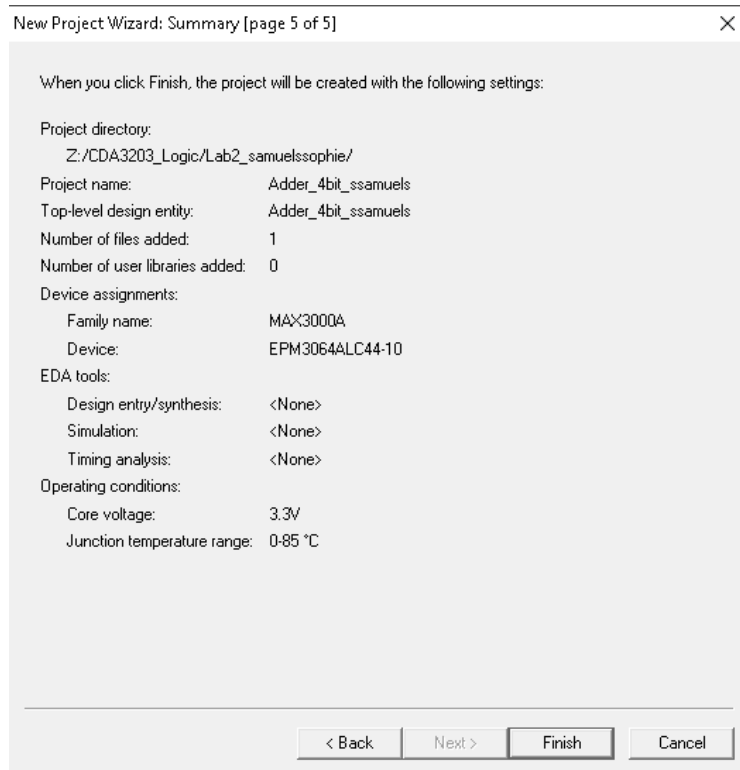 New Project Wizard: Summary [page 5 of 5]
When you click Finish, the project will be created with the following settings:
Project directory:
Z:/CDA3203_Logic/Lab2_samuelssophie/
Project name: Adder_4bit_ssamuels
Top-level design entity: Adder_4bit_ssamuels
Number of files added: 1
Number of user libraries added: 0
Device assignments:
Family name: MAX3000A
Device: EPM3064ALC44-10
EDA tools:
Design entry/synthesis: <None>
Simulation: <None>
Timing analysis: <None>
Operating conditions:
Core voltage: 3.3V
Junction temperature range: 0-85 °C
< Back Next > Finish Cancel